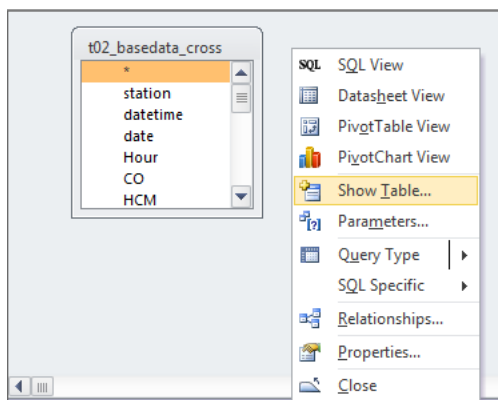 t02_basedata_cross
*
station
datetime
date
Hour
CO
HCM
SQL SQL View
Datasheet View
PivotTable View
PivotChart View
Show Table...
[?] Parameters...
Query Type
SQL Specific
Relationships...
Properties...
Close